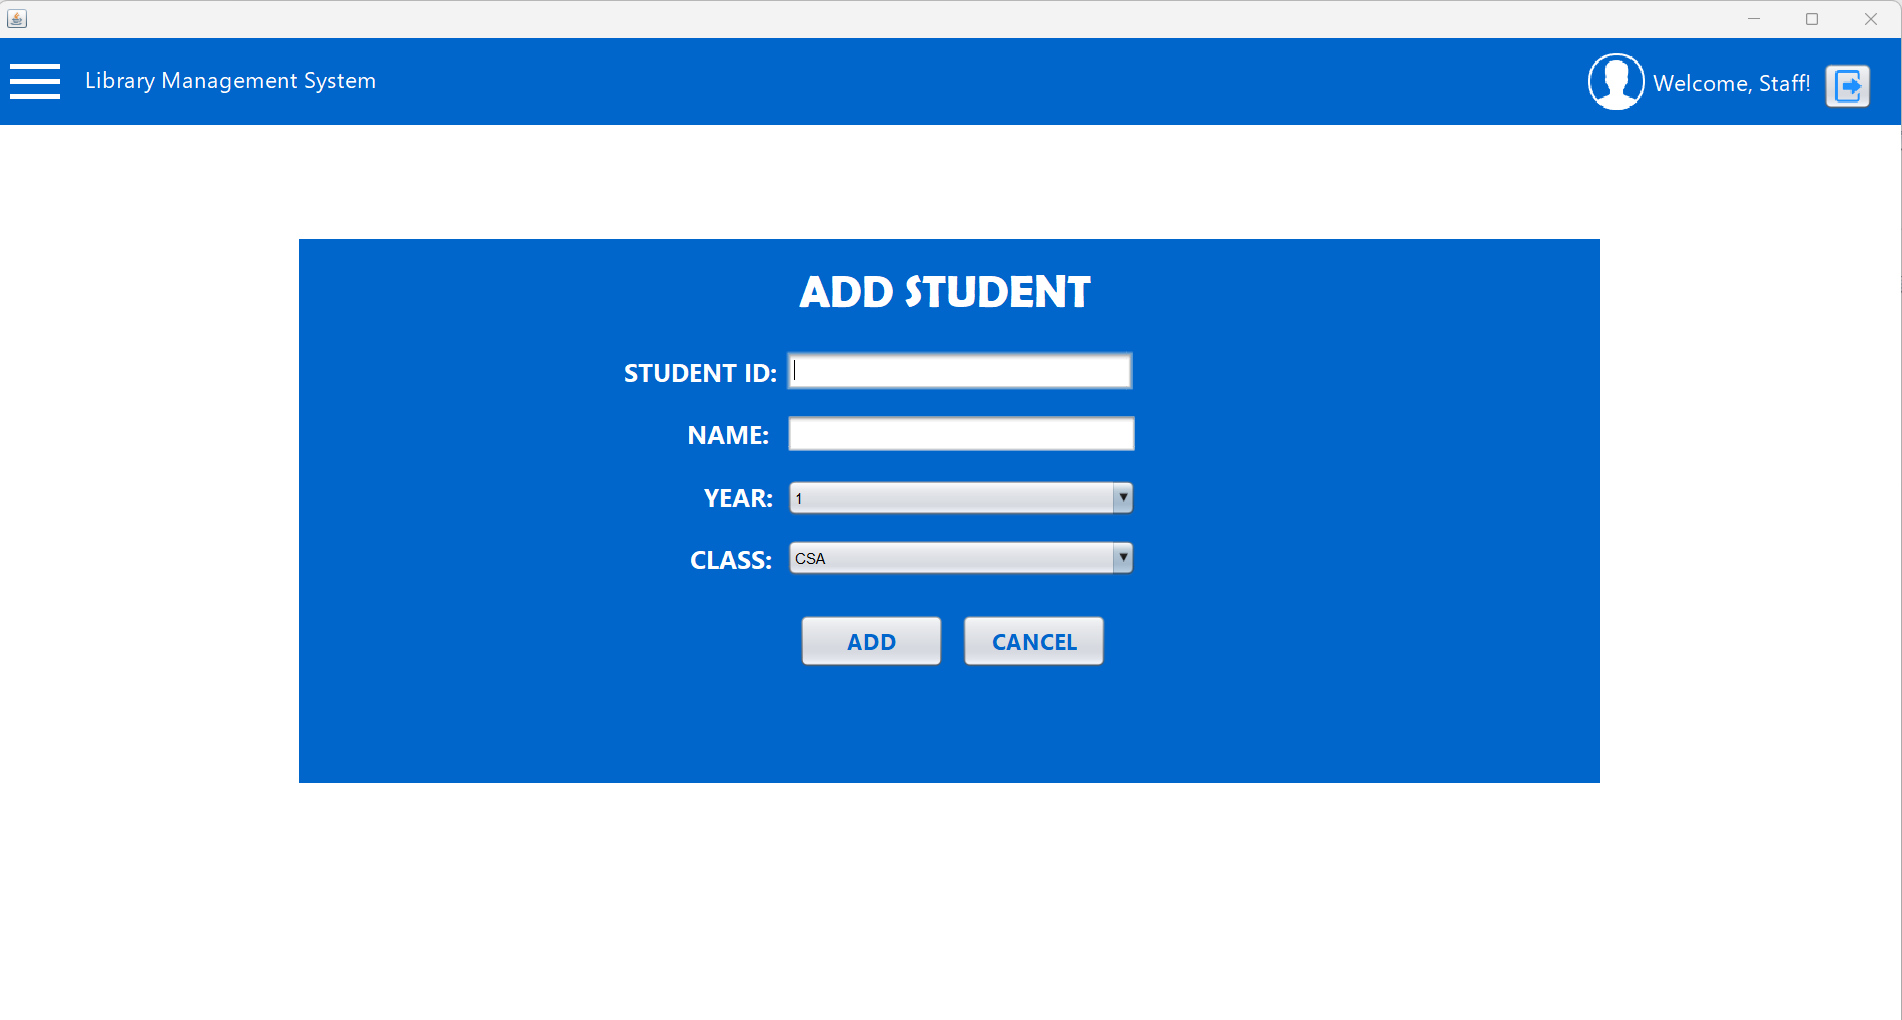 Library Management System
Welcome, Staff!
ADD STUDENT
STUDENT ID:
NAME:
YEAR: 1
CLASS: CSA
ADD CANCEL